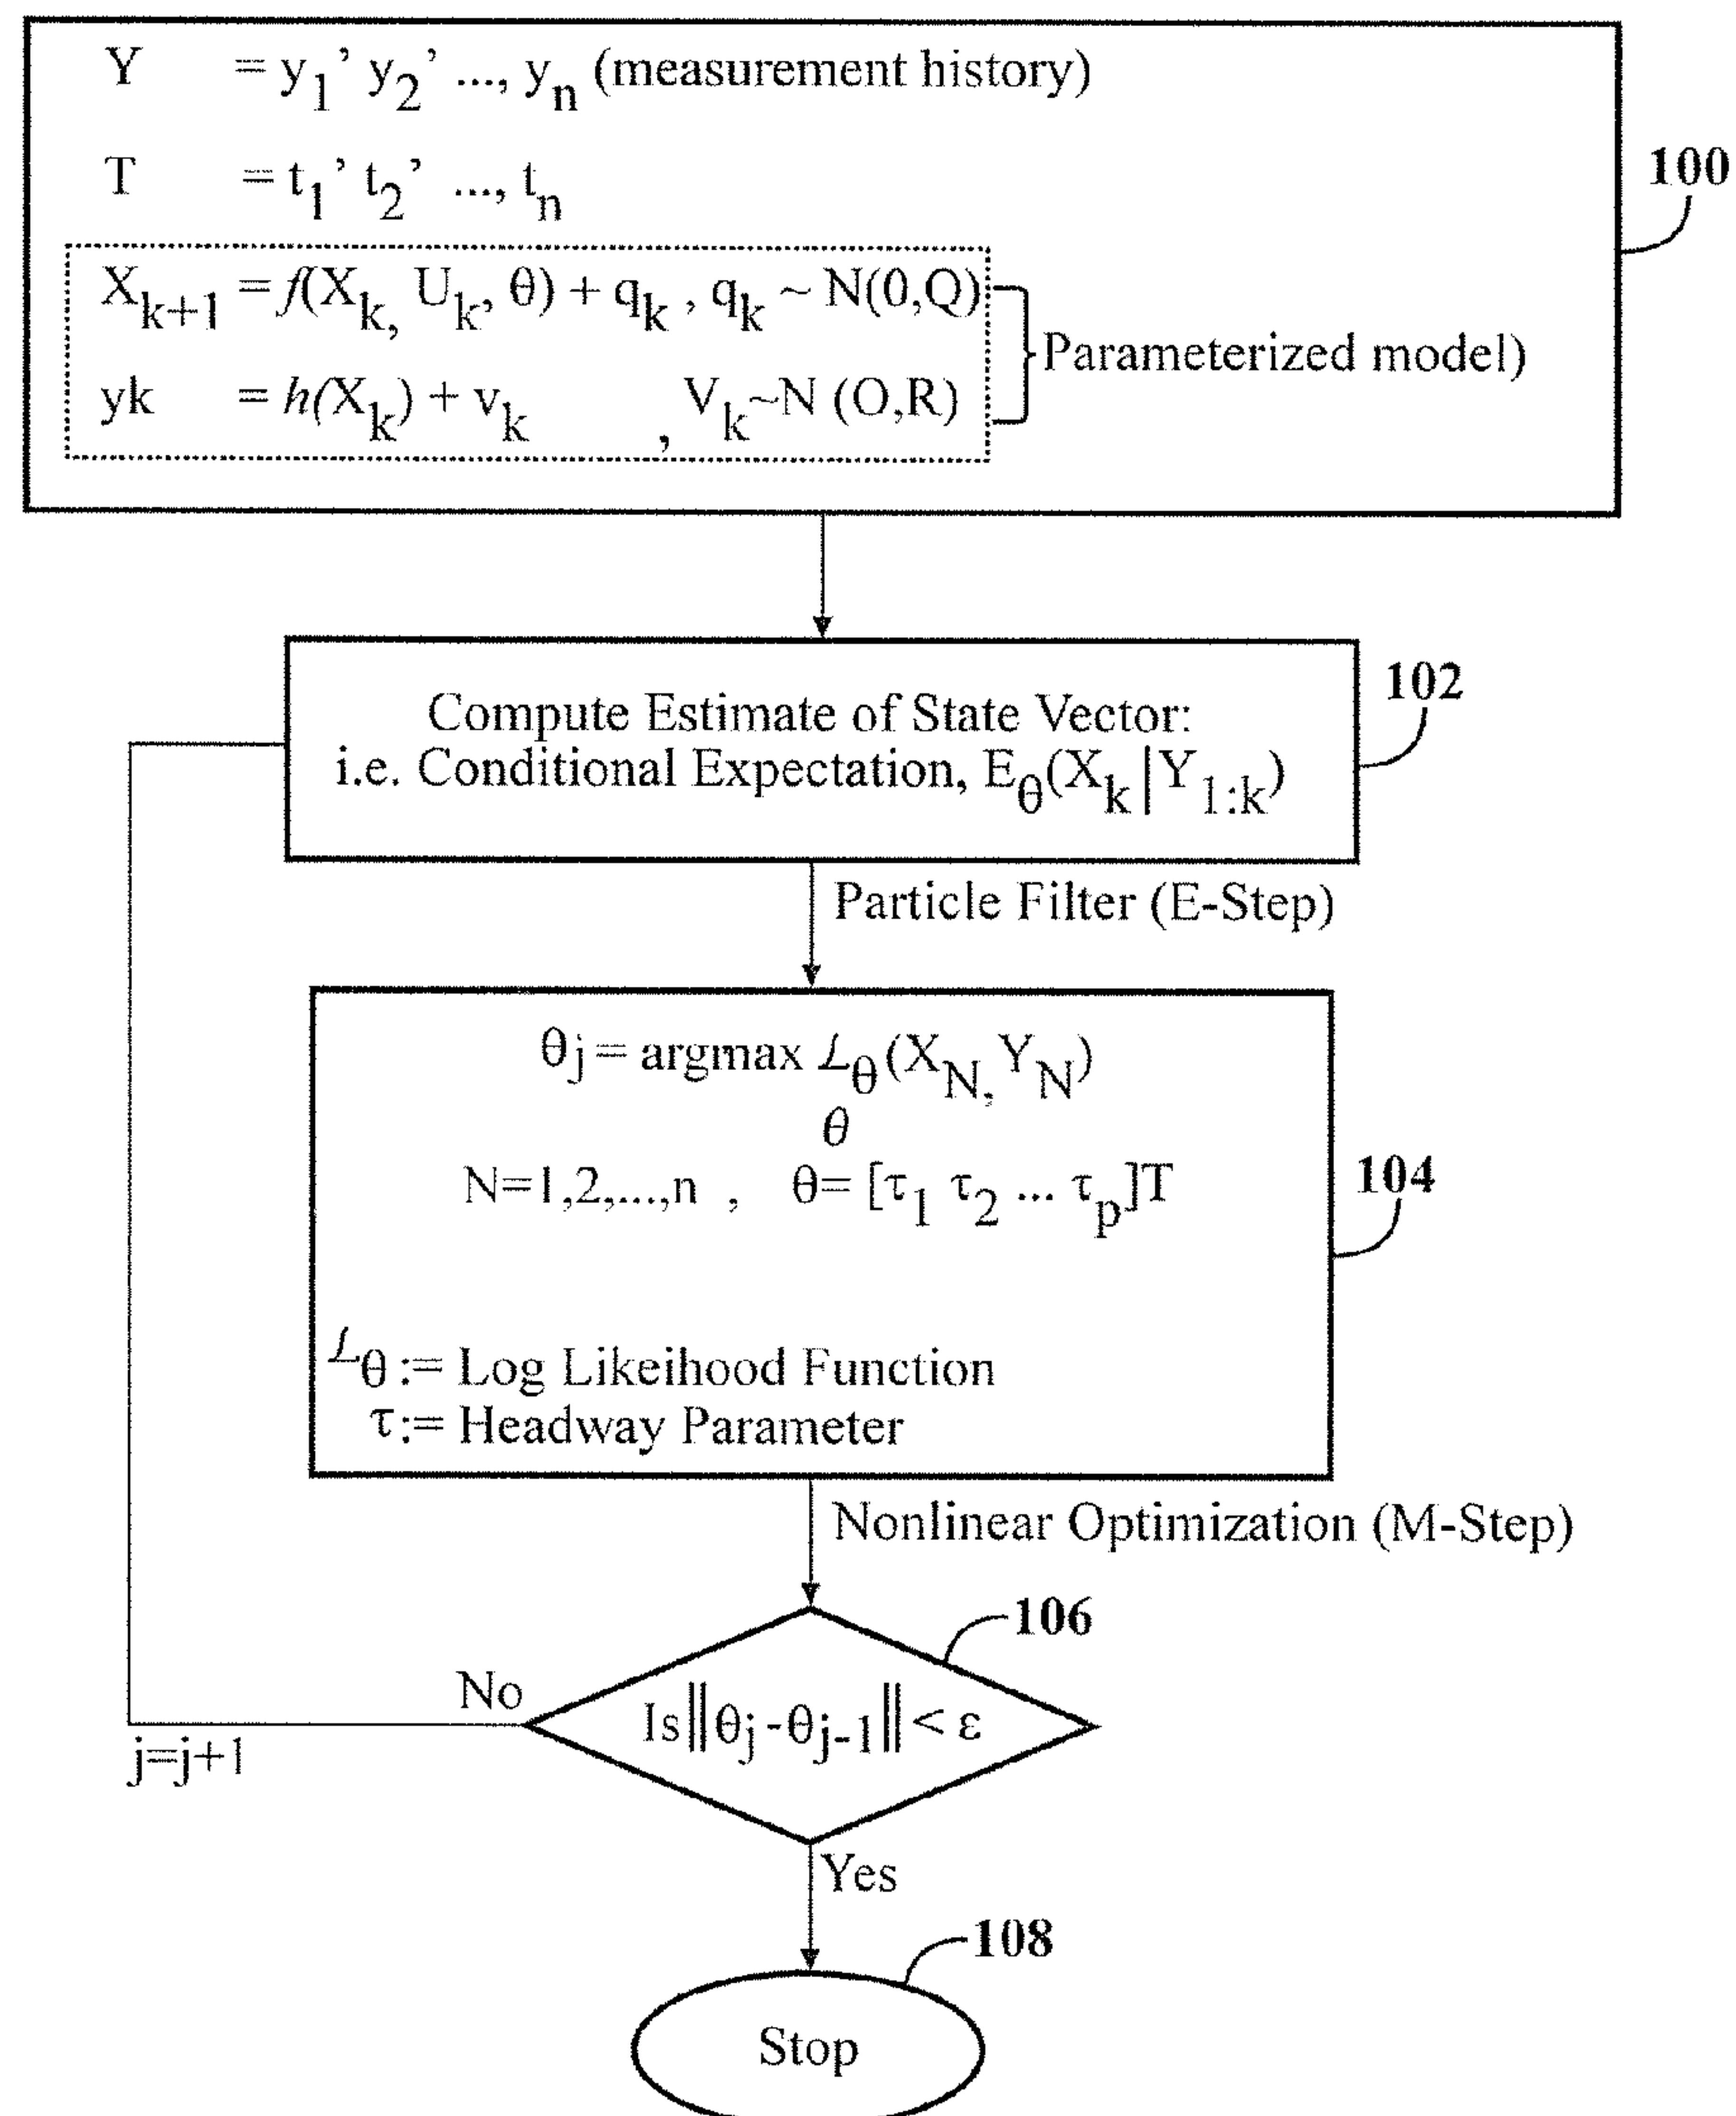 Y = y1, y2, ..., yn (measurement history)
T = t1, t2, ..., tn
100
Xk+1 = f(Xk, Uk, θ) + qk , qk ~ N(0,Q)
Parameterized model)
yk = h(Xk) + vk , Vk~N (O,R)
102
Compute Estimate of State Vector:
i.e. Conditional Expectation, Eθ(Xk|Y1:k)
Particle Filter (E-Step)
θj = argmax ℒθ(XN, YN)
θ
N=1,2,...,n , θ= [τ1 τ2 ... τp]T
104
ℒθ := Log Likeihood Function
τ:= Headway Parameter
Nonlinear Optimization (M-Step)
106
No
Is ||θj-θj-1|| < ε
j=j+1
Yes
108
Stop